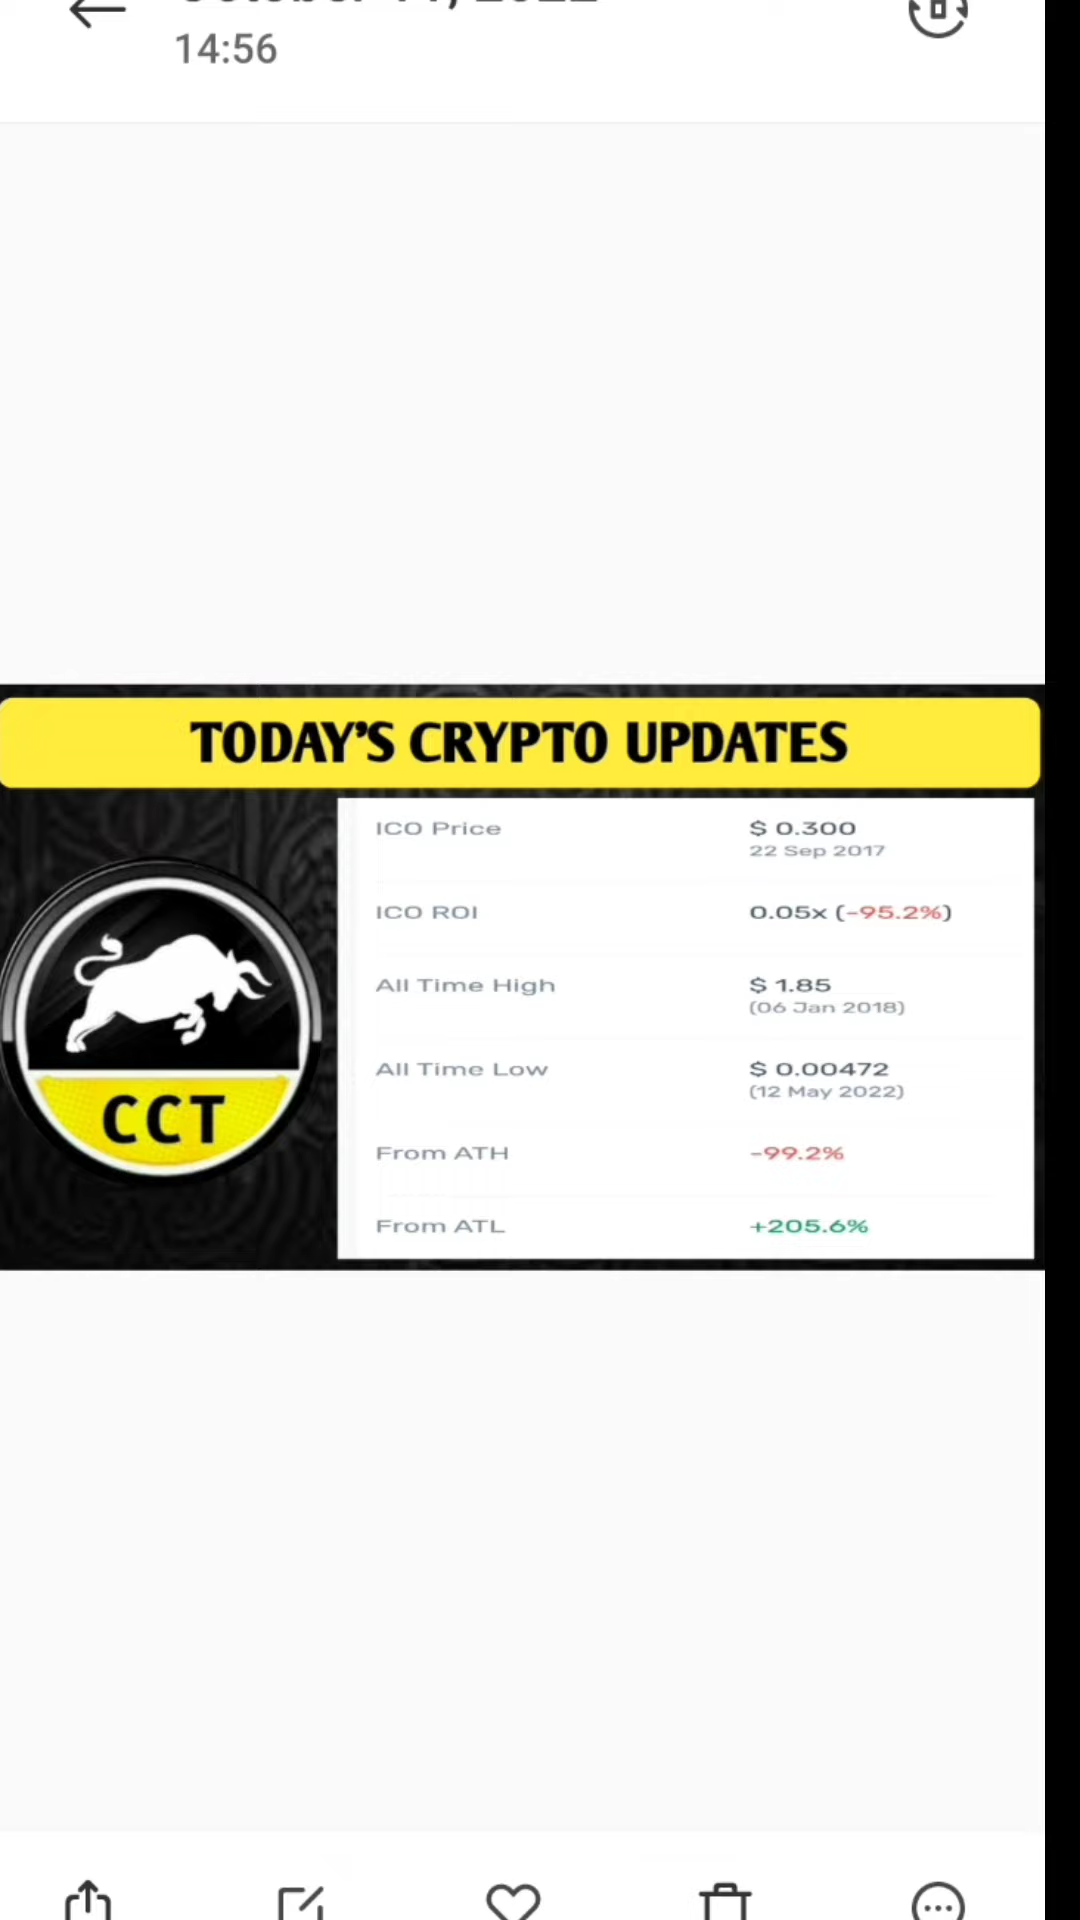 14:56
TODAY'S CRYPTO UPDATES
ICO Price $ 0.300
22 Sep 2017
ICO ROI 0.05x (-95.2%)
All Time High $ 1.85
(06 Jan 2018)
All Time Low $ 0.00472
(12 May 2022)
From ATH -99.2%
From ATL +205.6%
CCT